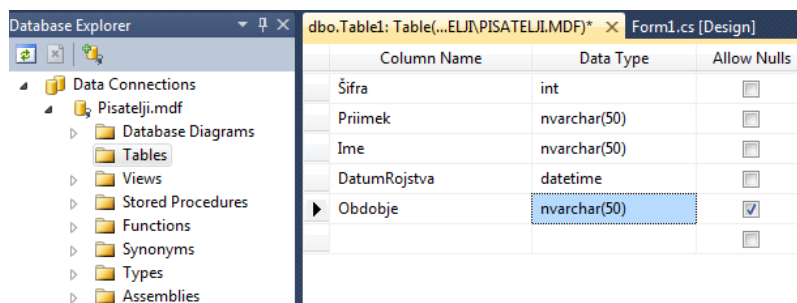 Database Explorer
Data Connections
Pisatelji.mdf
Database Diagrams
Tables
Views
Stored Procedures
Functions
Synonyms
Types
Assemblies
dbo.Table1: Table(...ELJI\PISATELJI.MDF)* Form1.cs [Design]
Column Name Data Type Allow Nulls
Šifra int
Priimek nvarchar(50)
Ime nvarchar(50)
DatumRojstva datetime
Obdobje nvarchar(50)